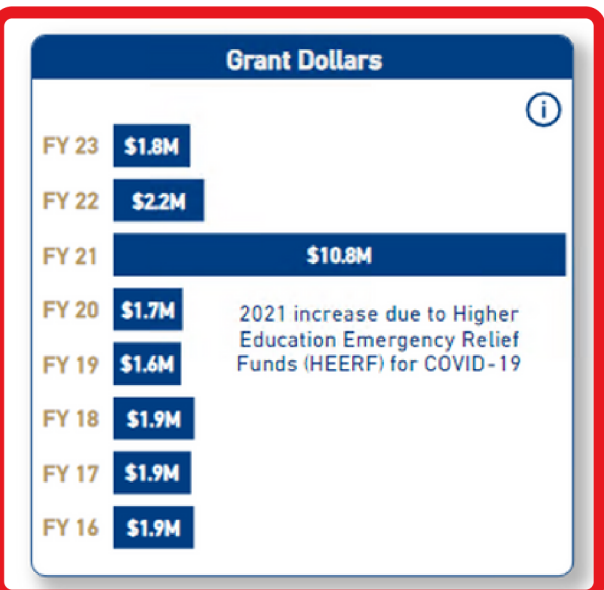 Grant Dollars
i
FY 23 $1.8M
FY 22 $2.2M
FY 21 $10.8M
FY 20 $1.7M
2021 increase due to Higher
Education Emergency Relief
Funds (HEERF) for COVID-19
FY 19 $1.6M
FY 18 $1.9M
FY 17 $1.9M
FY 16 $1.9M